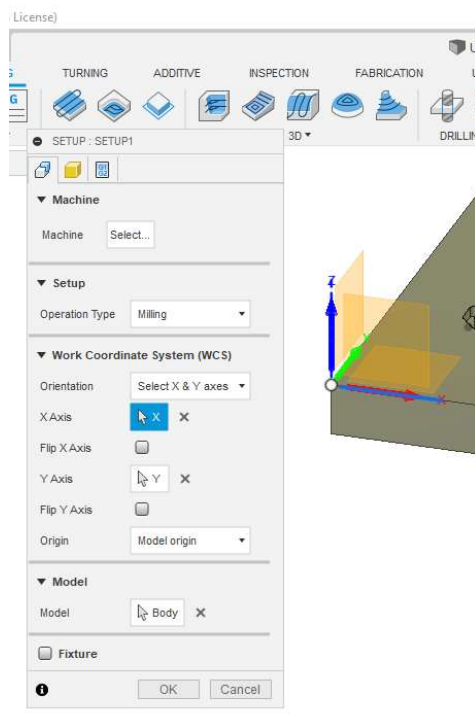 License)
U
G
TURNING
ADDITIVE
INSPECTION
FABRICATION
U
G
3D
DRILLIN
SETUP : SETUP1
G1
G2
Machine
Machine
Select...
Setup
Operation Type
Milling
Work Coordinate System (WCS)
Orientation
Select X & Y axes
X Axis
X
Flip X Axis
Y Axis
Y
Flip Y Axis
Origin
Model origin
Model
Model
Body
Fixture
OK
Cancel
Z
Y
X